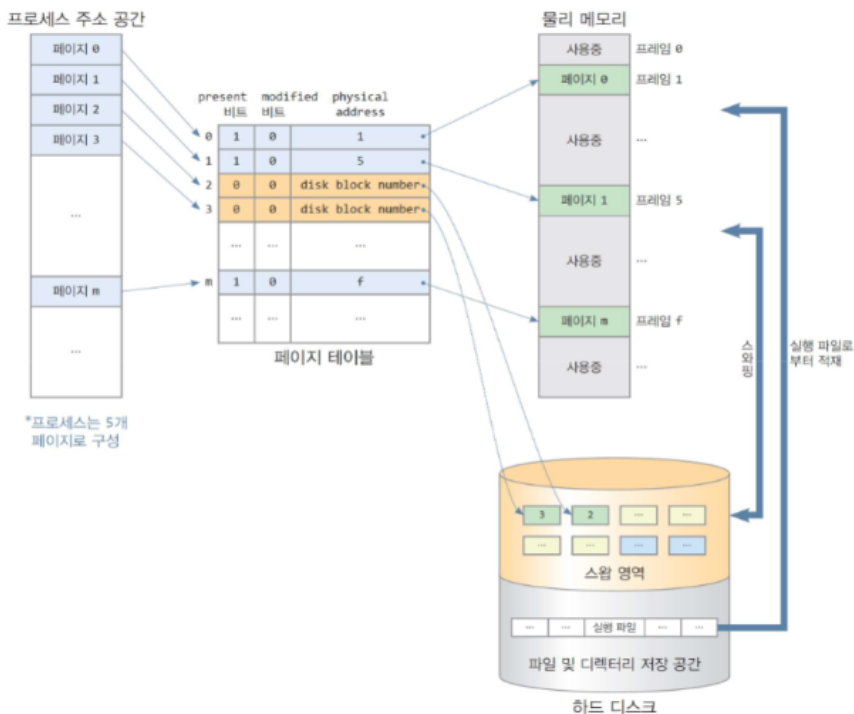 프로세스 주소 공간
페이지 0
페이지 1
페이지 2
페이지 3
...
페이지 m
...
*프로세스는 5개
페이지로 구성
present modified physical
비트 비트 address
0 1 0 1
1 1 0 5
2 0 0 disk block number
3 0 0 disk block number
... ... ...
m 1 0 f
... ... ...
페이지 테이블
물리 메모리
사용중 프레임 0
페이지 0 프레임 1
사용중 ...
페이지 1 프레임 5
사용중 ...
페이지 m 프레임 f
사용중 ...
스와핑
실행 파일로
부터 적재
3 2 ... ...
... ... ... ...
스왑 영역
... ... 실행 파일 ... ...
파일 및 디렉터리 저장 공간
하드 디스크